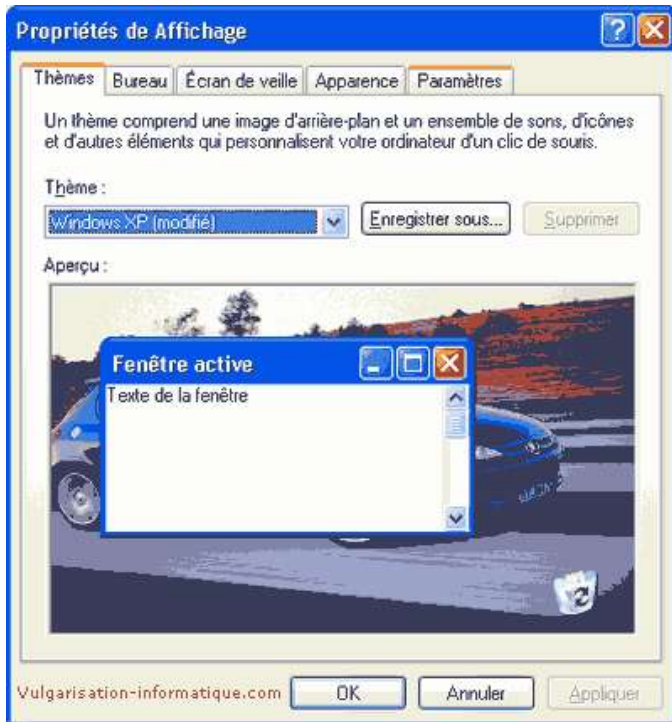 Propriétés de Affichage
Thèmes Bureau Écran de veille Apparence Paramètres
Un thème comprend une image d'arrière-plan et un ensemble de sons, d'icônes
et d'autres éléments qui personnalisent votre ordinateur d'un clic de souris.
Thème :
Windows XP (modifié) Enregistrer sous... Supprimer
Aperçu :
Fenêtre active
Texte de la fenêtre
Vulgarisation-informatique.com OK Annuler Appliquer